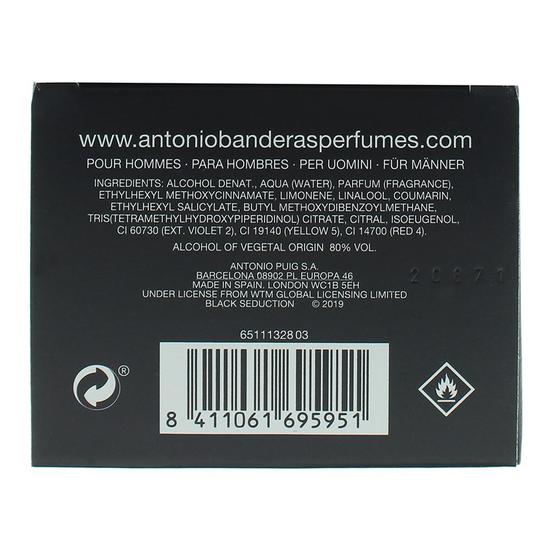 www.antoniobanderasperfumes.com
POUR HOMMES · PARA HOMBRES · PER UOMINI · FÜR MÄNNER
INGREDIENTS: ALCOHOL DENAT., AQUA (WATER), PARFUM (FRAGRANCE),
ETHYLHEXYL METHOXYCINNAMATE, LIMONENE, LINALOOL, COUMARIN,
ETHYLHEXYL SALICYLATE, BUTYL METHOXYDIBENZOYLMETHANE,
TRIS(TETRAMETHYLHYDROXYPIPERIDINOL) CITRATE, CITRAL, ISOEUGENOL,
CI 60730 (EXT. VIOLET 2), CI 19140 (YELLOW 5), CI 14700 (RED 4).
ALCOHOL OF VEGETAL ORIGIN 80% VOL.
ANTONIO PUIG S.A.
BARCELONA 08902 PL EUROPA 46
MADE IN SPAIN. LONDON WC1B 5EH
UNDER LICENSE FROM WTM GLOBAL LICENSING LIMITED
BLACK SEDUCTION © 2019
20871
6511132803
®
8 411061 695951